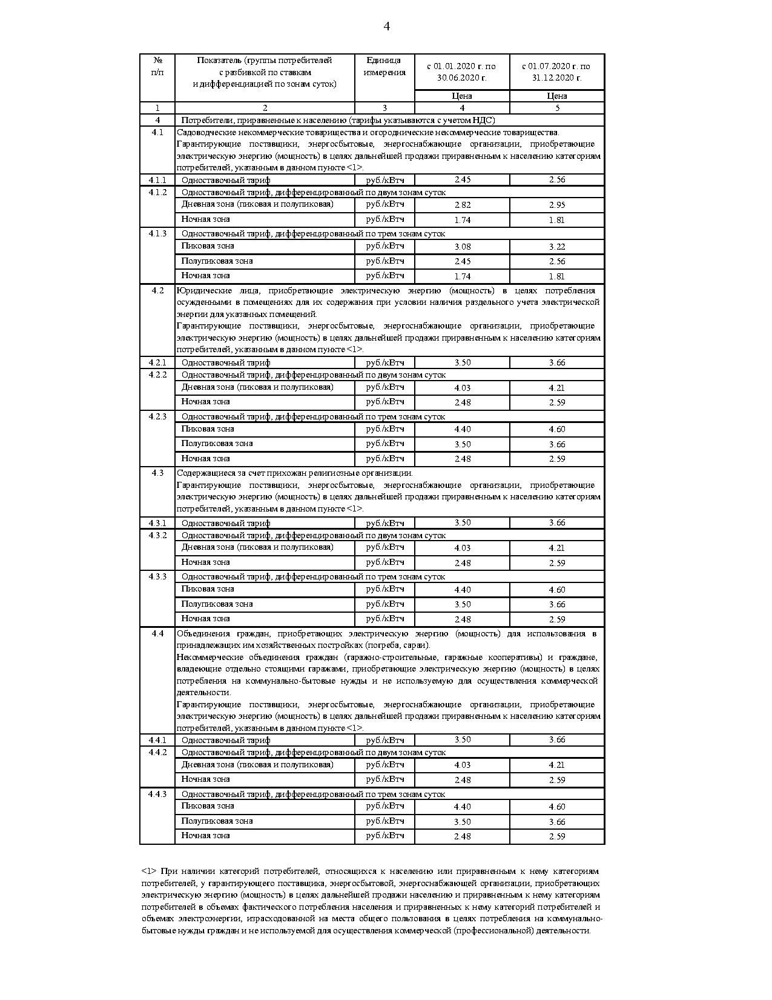 4
№ п/п
Показатель (группы потребителей с разбивкой по ставкам и дифференциацией по зонам суток)
Единица измерения
с 01.01.2020 г. по 30.06.2020 г.
с 01.07.2020 г. по 31.12.2020 г.
Цена Цена
1 2 3 4 5
4 Потребители, приравненные к населению (тарифы указываются с учетом НДС)
4.1 Садоводческие некоммерческие товарищества и огороднические некоммерческие товарищества.
Гарантирующие поставщики, энергосбытовые, энергоснабжающие организации, приобретающие
электрическую энергию (мощность) в целях дальнейшей продажи приравненным к населению категориям
потребителей, указанным в данном пункте <1>.
4.1.1 Одноставочный тариф руб./кВтч 2.45 2.56
4.1.2 Одноставочный тариф, дифференцированный по двум зонам суток
Дневная зона (пиковая и полупиковая) руб./кВтч 2.82 2.95
Ночная зона руб./кВтч 1.74 1.81
4.1.3 Одноставочный тариф, дифференцированный по трем зонам суток
Пиковая зона руб./кВтч 3.08 3.22
Полупиковая зона руб./кВтч 2.45 2.56
Ночная зона руб./кВтч 1.74 1.81
4.2 Юридические лица, приобретающие электрическую энергию (мощность) в целях потребления
осужденными в помещениях для их содержания при условии наличия раздельного учета электрической
энергии для указанных помещений.
Гарантирующие поставщики, энергосбытовые, энергоснабжающие организации, приобретающие
электрическую энергию (мощность) в целях дальнейшей продажи приравненным к населению категориям
потребителей, указанным в данном пункте <1>.
4.2.1 Одноставочный тариф руб./кВтч 3.50 3.66
4.2.2 Одноставочный тариф, дифференцированный по двум зонам суток
Дневная зона (пиковая и полупиковая) руб./кВтч 4.03 4.21
Ночная зона руб./кВтч 2.48 2.59
4.2.3 Одноставочный тариф, дифференцированный по трем зонам суток
Пиковая зона руб./кВтч 4.40 4.60
Полупиковая зона руб./кВтч 3.50 3.66
Ночная зона руб./кВтч 2.48 2.59
4.3 Содержащиеся за счет прихожан религиозные организации.
Гарантирующие поставщики, энергосбытовые, энергоснабжающие организации, приобретающие
электрическую энергию (мощность) в целях дальнейшей продажи приравненным к населению категориям
потребителей, указанным в данном пункте <1>.
4.3.1 Одноставочный тариф руб./кВтч 3.50 3.66
4.3.2 Одноставочный тариф, дифференцированный по двум зонам суток
Дневная зона (пиковая и полупиковая) руб./кВтч 4.03 4.21
Ночная зона руб./кВтч 2.48 2.59
4.3.3 Одноставочный тариф, дифференцированный по трем зонам суток
Пиковая зона руб./кВтч 4.40 4.60
Полупиковая зона руб./кВтч 3.50 3.66
Ночная зона руб./кВтч 2.48 2.59
4.4 Объединения граждан, приобретающих электрическую энергию (мощность) для использования в
принадлежащих им хозяйственных постройках (погреба, сараи).
Некоммерческие объединения граждан (гаражно-строительные, гаражные кооперативы) и граждане,
владеющие отдельно стоящими гаражами, приобретающие электрическую энергию (мощность) в целях
потребления на коммунально-бытовые нужды и не используемую для осуществления коммерческой
деятельности.
Гарантирующие поставщики, энергосбытовые, энергоснабжающие организации, приобретающие
электрическую энергию (мощность) в целях дальнейшей продажи приравненным к населению категориям
потребителей, указанным в данном пункте <1>.
4.4.1 Одноставочный тариф руб./кВтч 3.50 3.66
4.4.2 Одноставочный тариф, дифференцированный по двум зонам суток
Дневная зона (пиковая и полупиковая) руб./кВтч 4.03 4.21
Ночная зона руб./кВтч 2.48 2.59
4.4.3 Одноставочный тариф, дифференцированный по трем зонам суток
Пиковая зона руб./кВтч 4.40 4.60
Полупиковая зона руб./кВтч 3.50 3.66
Ночная зона руб./кВтч 2.48 2.59
<1> При наличии категорий потребителей, относящихся к населению или приравненным к нему категориям
потребителей, у гарантирующего поставщика, энергосбытовой, энергоснабжающей организации, приобретающих
электрическую энергию (мощность) в целях дальнейшей продажи населению и приравненным к нему категориям
потребителей в объемах фактического потребления населения и приравненных к нему категорий потребителей и
объемах электроэнергии, израсходованной на места общего пользования в целях потребления на коммунально-
бытовые нужды граждан и не используемой для осуществления коммерческой (профессиональной) деятельности.